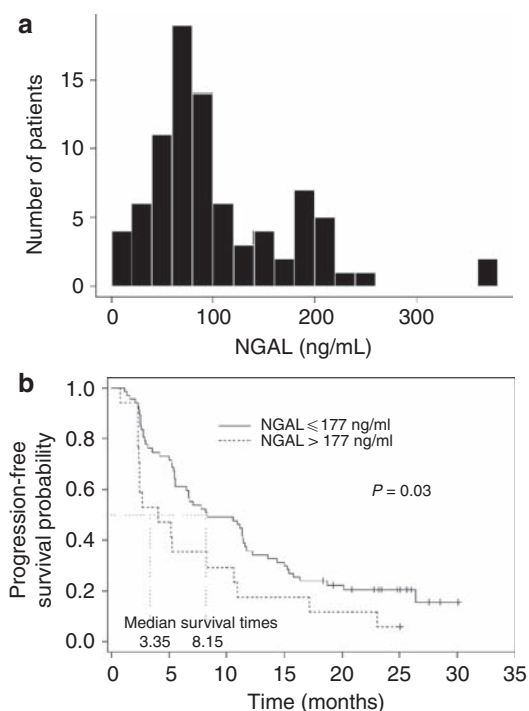 a
Number of patients
15
10
5
0
0 100 200 300
NGAL (ng/mL)
b
Progression-free
survival probability
1.0
0.8
0.6
0.4
0.2
0.0
NGAL ⩽ 177 ng/ml
NGAL > 177 ng/ml
P = 0.03
Median survival times
3.35 8.15
0 5 10 15 20 25 30 35
Time (months)